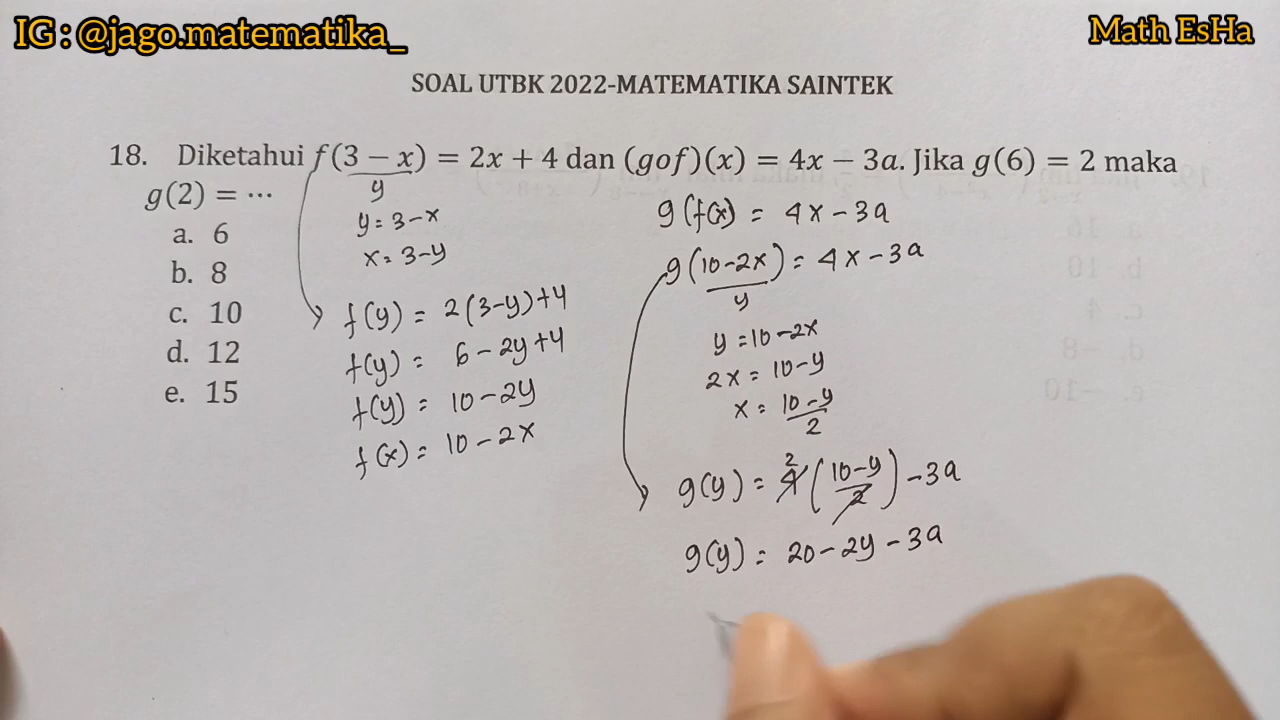 IG : @jago.matematika_
Math EsHa
SOAL UTBK 2022-MATEMATIKA SAINTEK
18. Diketahui f(3 − x) = 2x + 4 dan (gof)(x) = 4x − 3a. Jika g(6) = 2 maka
g(2) = ⋯
a. 6
b. 8
c. 10
d. 12
e. 15
y
y = 3 - x
x = 3 - y
f(y) = 2(3-y)+4
f(y) = 6 - 2y + 4
f(y) = 10 - 2y
f(x) = 10 - 2x
g(f(x)) = 4x - 3a
g(10-2x) = 4x - 3a
y
y = 10 - 2x
2x = 10 - y
x = 10-y/2
g(y) = 4 2 (10-y/2) - 3a
g(y) = 20 - 2y - 3a